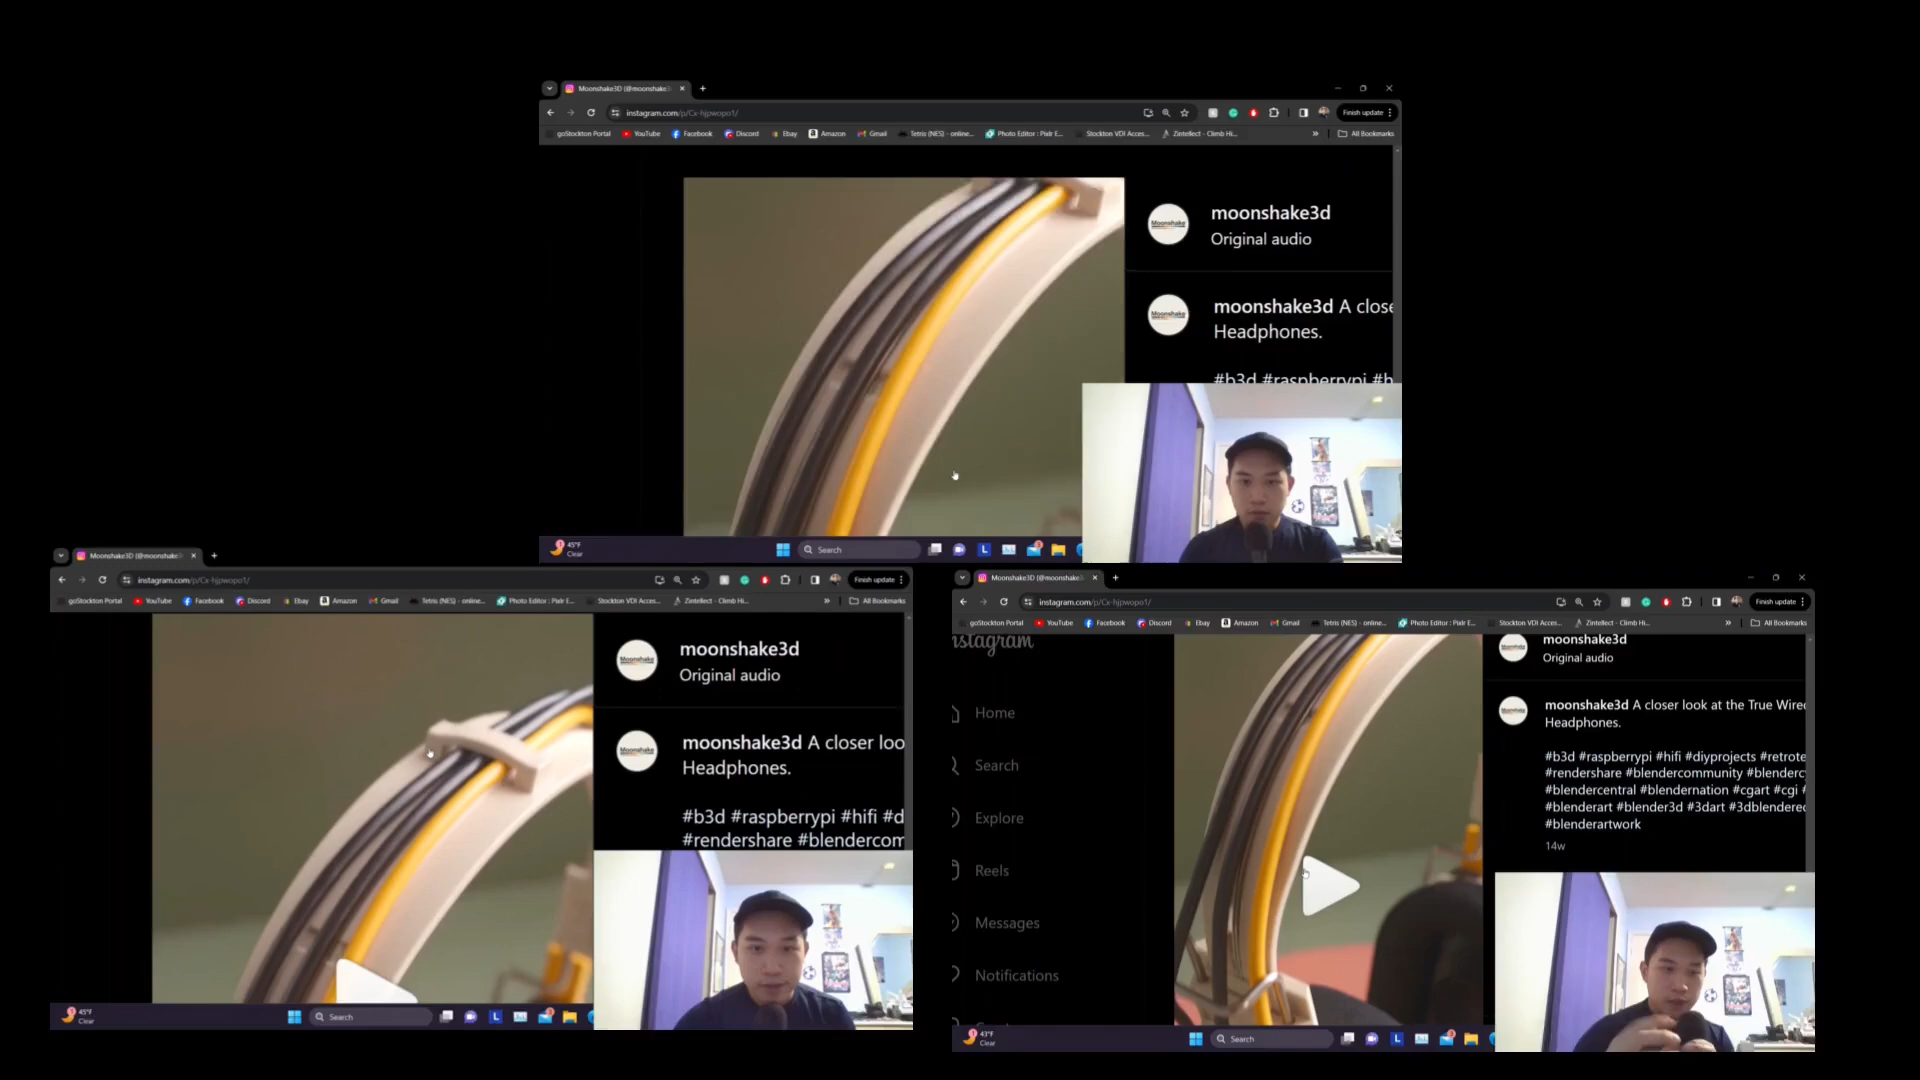 Moonshake3D (@moonshake
instagram.com/p/Cx-hjpwopo1/
Finish update
goStockton Portal YouTube Facebook Discord Ebay Amazon Gmail Tetris (NES) - online... Photo Editor : Pixlr E... Stockton VDI Acces... Zintellect - Climb Hi... » All Bookmarks
moonshake3d
Original audio
Moonshake
moonshake3d A close
Headphones.
Moonshake
#b3d #raspberrypi #h
45°F
Clear
Search
Moonshake3D (@moonshake
instagram.com/p/Cx-hjpwopo1/
Finish update
goStockton Portal YouTube Facebook Discord Ebay Amazon Gmail Tetris (NES) - online... Photo Editor : Pixlr E... Stockton VDI Acces... Zintellect - Climb Hi... » All Bookmarks
moonshake3d
Original audio
Moonshake
moonshake3d A closer loo
Headphones.
Moonshake
#b3d #raspberrypi #hifi #d
#rendershare #blendercom
45°F
Clear
Search
Moonshake3D (@moonshake
instagram.com/p/Cx-hjpwopo1/
Finish update
goStockton Portal YouTube Facebook Discord Ebay Amazon Gmail Tetris (NES) - online... Photo Editor : Pixlr E... Stockton VDI Acces... Zintellect - Climb Hi... » All Bookmarks
nstagram
Home
Search
Explore
Reels
Messages
Notifications
moonshake3d
Original audio
moonshake3d A closer look at the True Wired
Headphones.
#b3d #raspberrypi #hifi #diyprojects #retrote
#rendershare #blendercommunity #blenderc
#blendercentral #blendernation #cgart #cgi #
#blenderart #blender3d #3dart #3dblendered
#blenderartwork
14w
43°F
Clear
Search